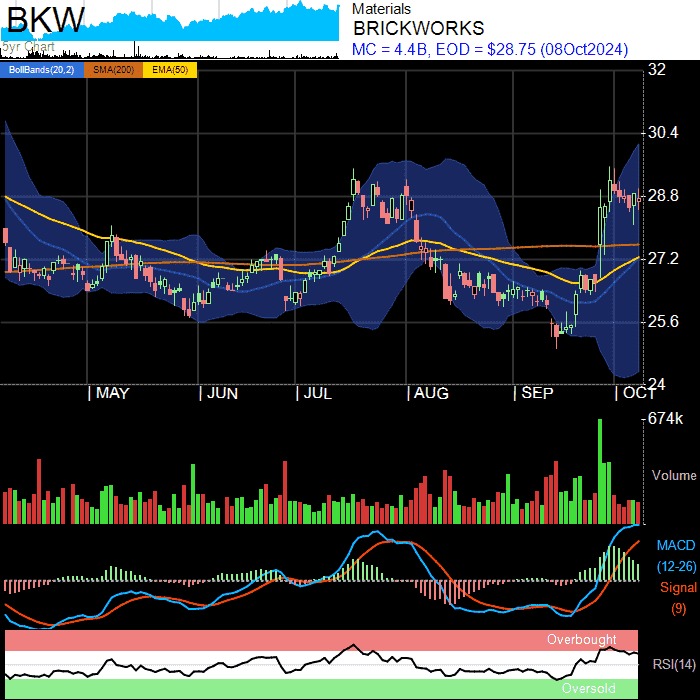 BKW
5yr Chart
Materials
BRICKWORKS
MC = 4.4B, EOD = $28.75 (08Oct2024)
BollBands(20,2) SMA(200) EMA(50)
32
30.4
28.8
27.2
25.6
24
| MAY | JUN | JUL | AUG | SEP | OCT
674k
Volume
MACD
(12-26)
Signal
(9)
Overbought
RSI(14)
Oversold